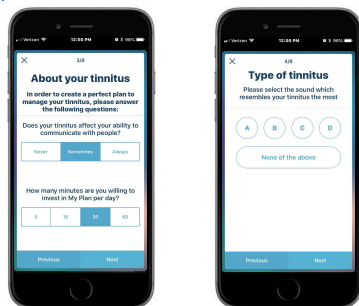 Verizon 12:00 PM 98%
3/8
About your tinnitus
In order to create a perfect plan to
manage your tinnitus, please answer
the following questions:
Does your tinnitus affect your ability to
communicate with people?
Never Sometimes Always
How many minutes are you willing to
invest in My Plan per day?
15 30 60
Previous Next
Verizon 12:00 PM 98%
4/8
Type of tinnitus
Please select the sound which
resembles your tinnitus the most
A B C D
None of the above
Previous Next